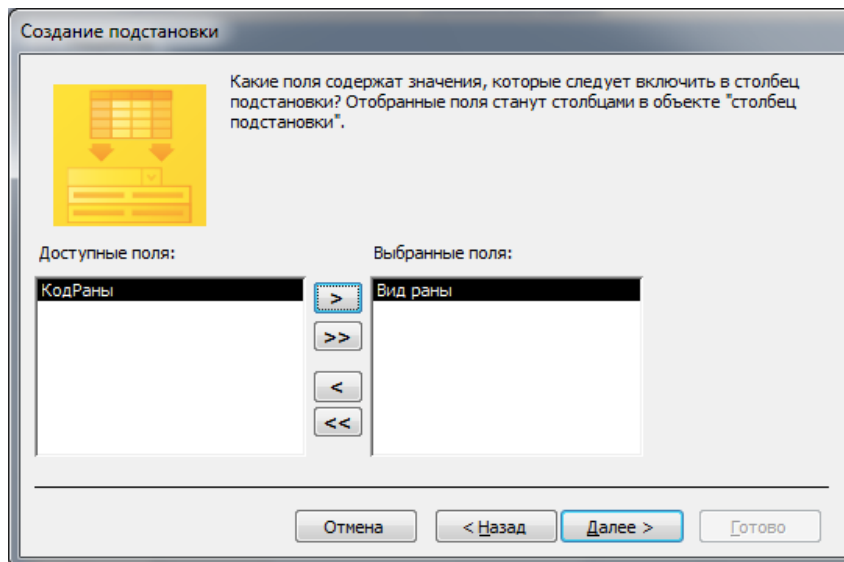 Создание подстановки
Какие поля содержат значения, которые следует включить в столбец
подстановки? Отобранные поля станут столбцами в объекте "столбец
подстановки".
Доступные поля:
Выбранные поля:
КодРаны
Вид раны
>
>>
<
<<
Отмена
< Назад
Далее >
Готово